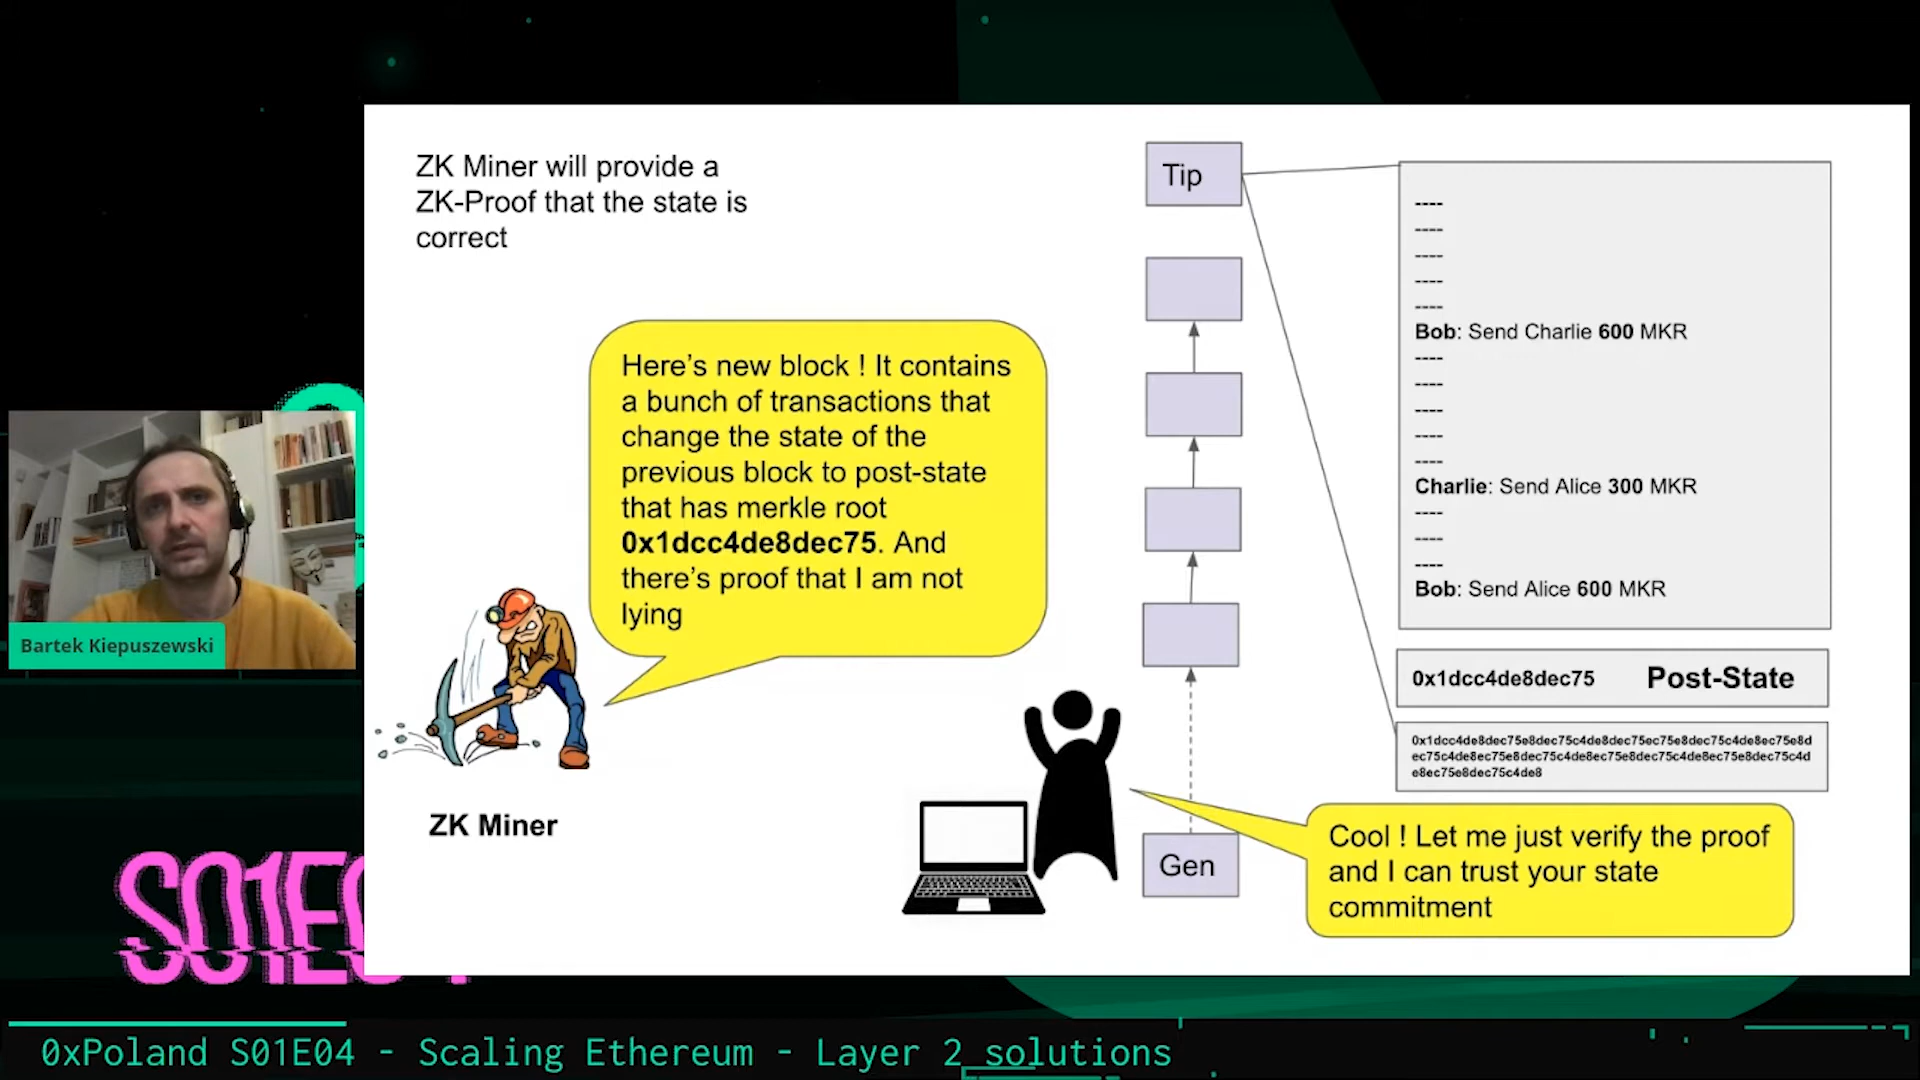 ZK Miner will provide a
ZK-Proof that the state is
correct
Here's new block ! It contains
a bunch of transactions that
change the state of the
previous block to post-state
that has merkle root
0x1dcc4de8dec75. And
there's proof that I am not
lying
ZK Miner
Tip
Gen
----
----
----
----
----
Bob: Send Charlie 600 MKR
----
----
----
----
----
Charlie: Send Alice 300 MKR
----
----
----
Bob: Send Alice 600 MKR
0x1dcc4de8dec75 Post-State
0x1dcc4de8dec75e8dec75c4de8dec75ec75e8dec75c4de8ec75e8d
ec75c4de8ec75e8dec75c4de8ec75e8dec75c4de8ec75e8dec75c4d
e8ec75e8dec75c4de8
Cool ! Let me just verify the proof
and I can trust your state
commitment
Bartek Kiepuszewski
0xPoland S01E04 - Scaling Ethereum - Layer 2 solutions